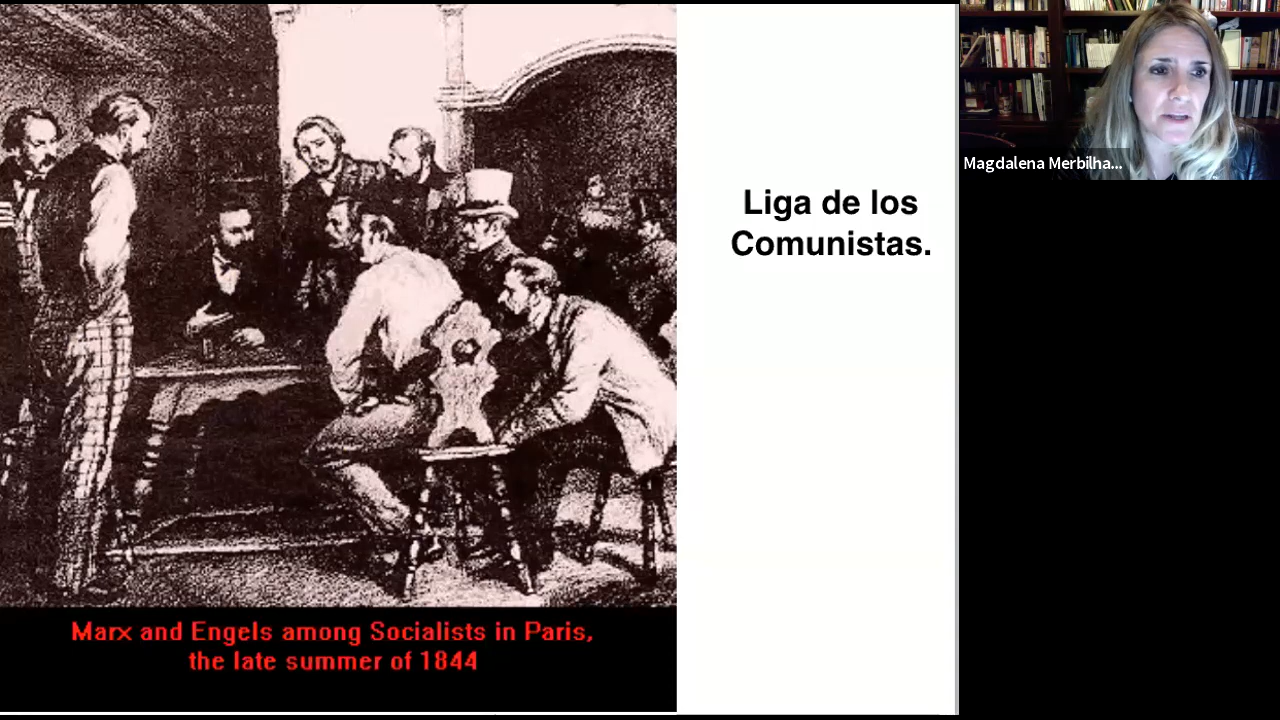 Liga de los
Comunistas.
Magdalena Merbilha...
Marx and Engels among Socialists in Paris,
the late summer of 1844